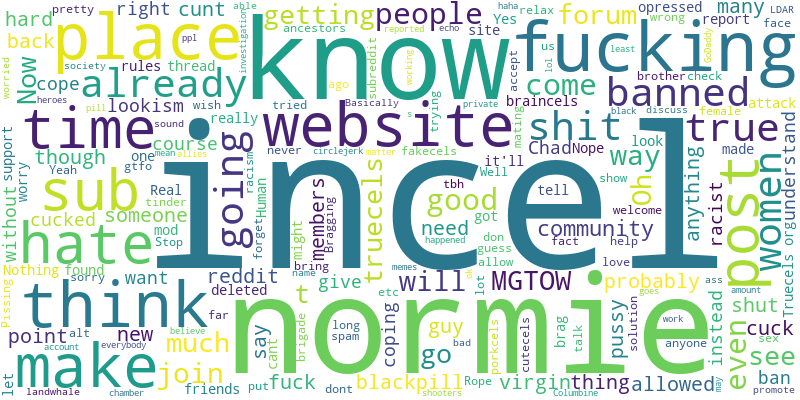 pretty right cunt getting people forum many opressed LDAR
hard back place know fucking Yes relax haha able
ancestors site us report face
Now rules thread already subreddit come banned wrong
cope society ppl investigation reported echo lol GoDaddy least
worried heroes lookism wish ago working accept brother check attack
pill tried Basically trying braincels black discuss female
time sound website private shit mating true
though really never circlejerk fakecels it'll Chad Nope look made
support course mean allies matter Well tbh way
without one gtfo racism show understand
worry Yeah Real Human incel tell Oh anything racist post women
sub going members truecels good got welcome
cucked tinder Bragging need community
someone mod forget might don fact help
hate Stop happened guess love Truecels org
Nothing found reddit bring allow MGTOW probably
Pissing sorry want give will memes lot ok ass amount
think deleted name t etc instead shut
point alt far normie goes may sex
new say brigade long guy brag solution pussy cuck
much cant spam coping bad talk work anyone see
make believe everybody go porkcels cutecels even
join account fuck blackpill Rope virgin thing allowed ban
let landwhale chamber friends put dont shooters Columbine promote